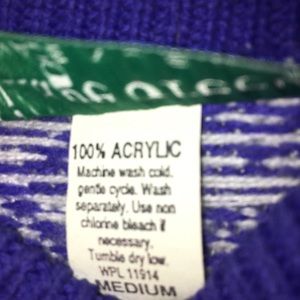 100% ACRYLIC
Machine wash cold.
gentle cycle. Wash
separately. Use non
chlorine bleach if
necessary.
Tumble dry low.
WPL 11914
MEDIUM